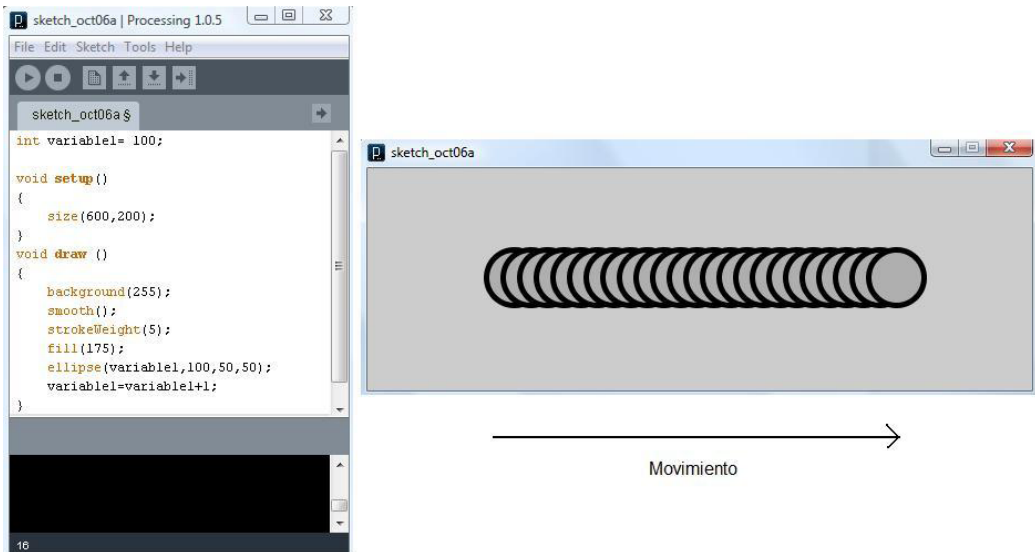 sketch_oct06a | Processing 1.0.5
File Edit Sketch Tools Help
sketch_oct06a §
int variable1= 100;
void setup()
{
size(600,200);
}
void draw ()
{
background(255);
smooth();
strokeWeight(5);
fill(175);
ellipse(variable1,100,50,50);
variable1=variable1+1;
}
16
sketch_oct06a
Movimiento